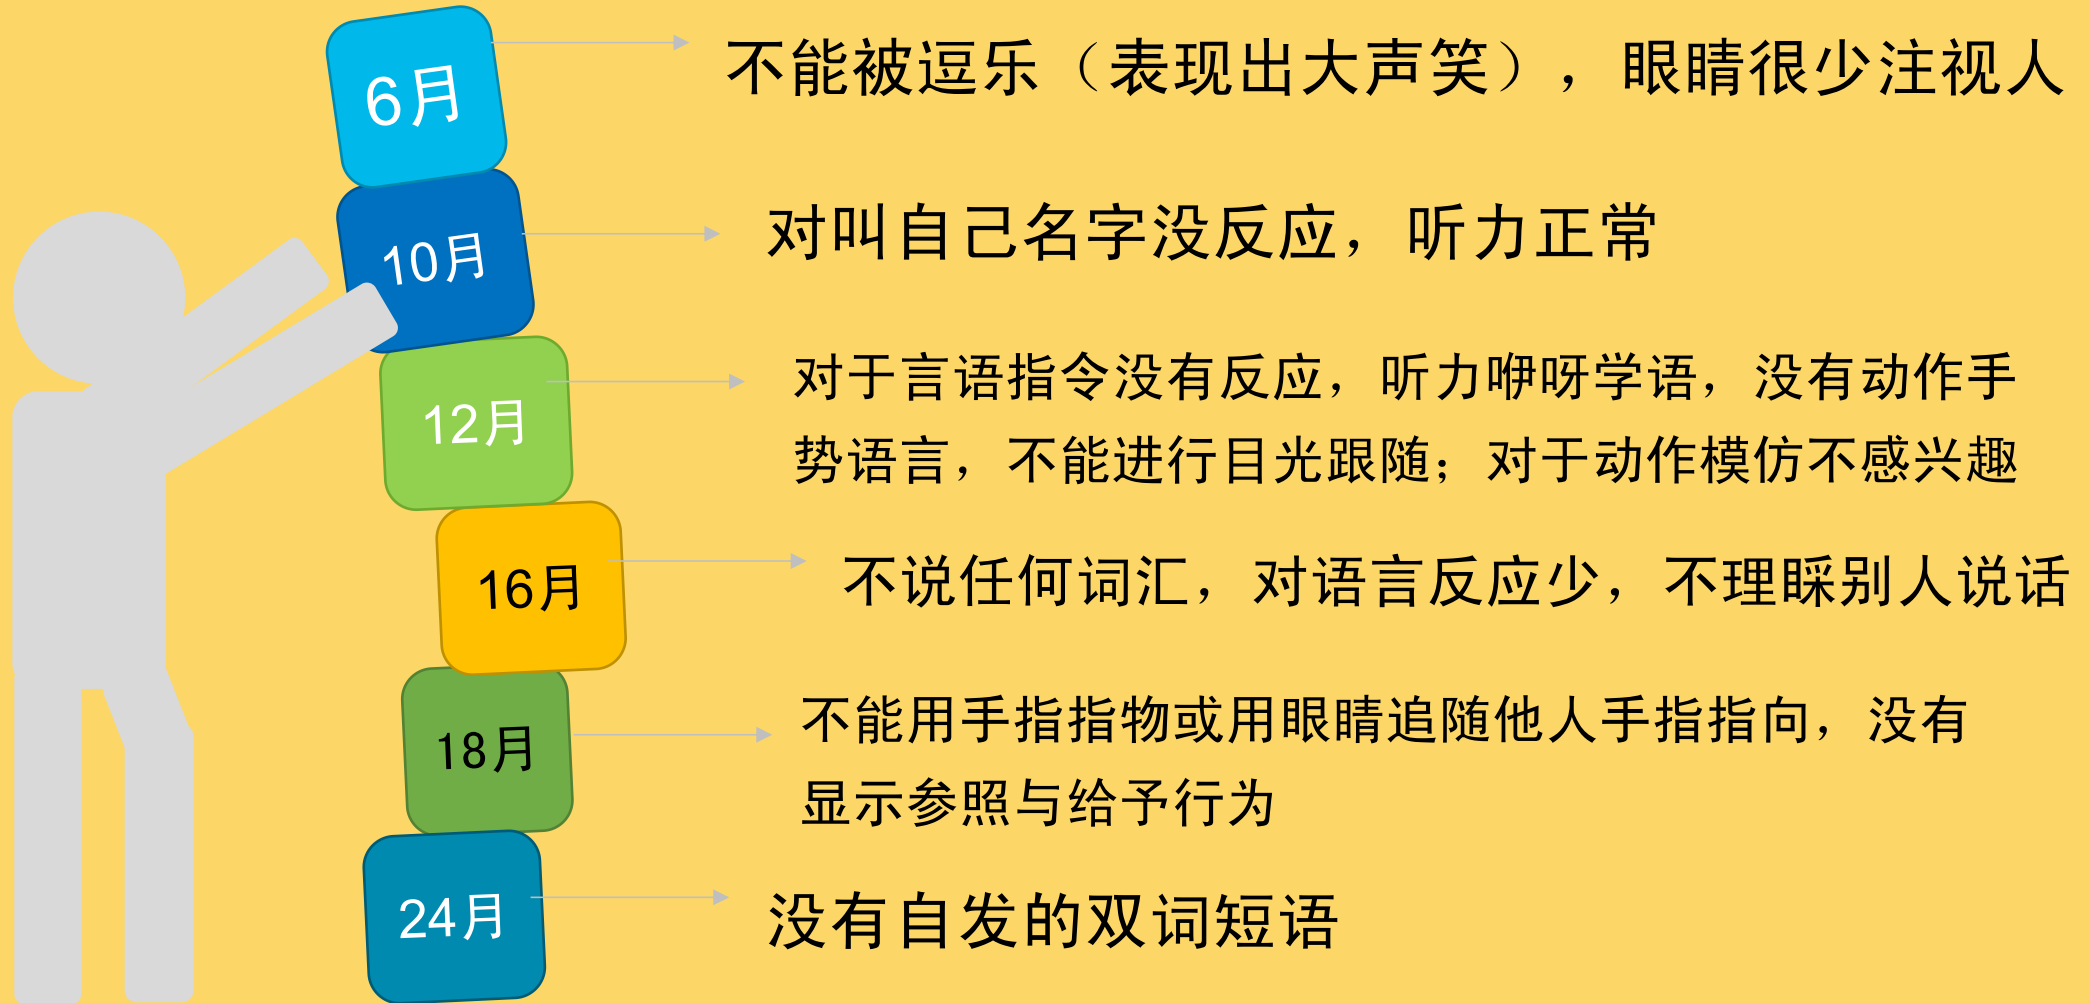 6月
不能被逗乐（表现出大声笑），眼睛很少注视人
10月
对叫自己名字没反应，听力正常
12月
对于言语指令没有反应，听力咿呀学语，没有动作手
势语言，不能进行目光跟随；对于动作模仿不感兴趣
16月
不说任何词汇，对语言反应少，不理睬别人说话
18月
不能用手指指物或用眼睛追随他人手指指向，没有
显示参照与给予行为
24月
没有自发的双词短语